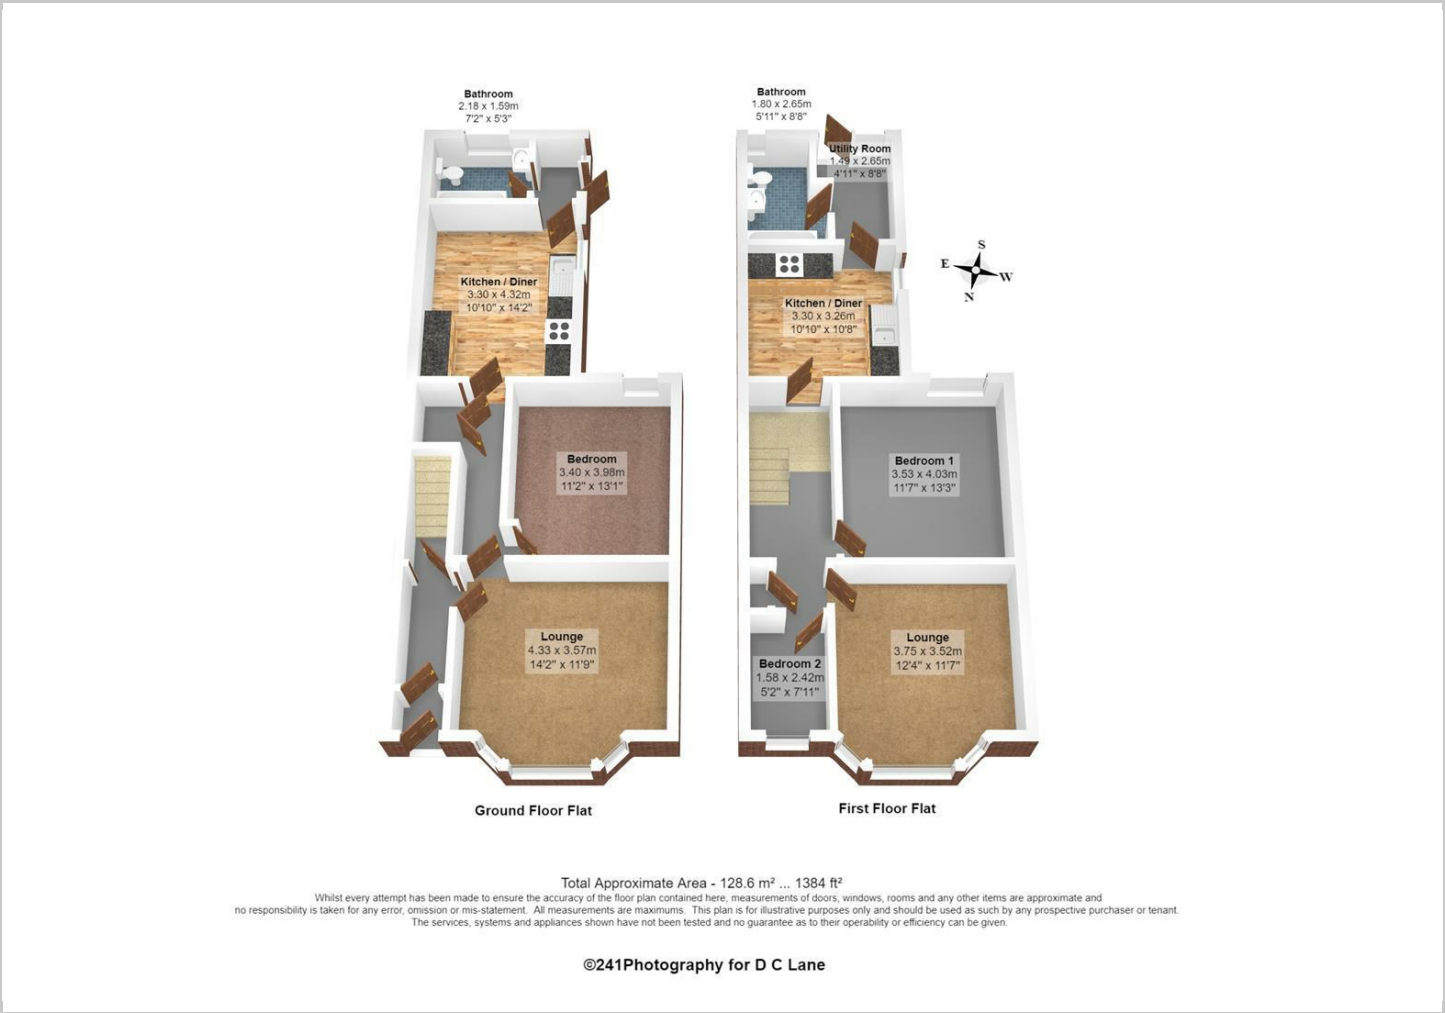 Bathroom
2.18 x 1.59m
7'2" x 5'3"
Bathroom
1.80 x 2.65m
5'11" x 8'8"
Utility Room
1.49 x 2.65m
4'11" x 8'8"
Kitchen / Diner
3.30 x 4.32m
10'10" x 14'2"
Kitchen / Diner
3.30 x 3.26m
10'10" x 10'8"
S
E
W
N
Bedroom
3.40 x 3.98m
11'2" x 13'1"
Bedroom 1
3.53 x 4.03m
11'7" x 13'3"
Lounge
4.33 x 3.57m
14'2" x 11'9"
Bedroom 2
1.58 x 2.42m
5'2" x 7'11"
Lounge
3.75 x 3.52m
12'4" x 11'7"
Ground Floor Flat
First Floor Flat
Total Approximate Area - 128.6 m² ... 1384 ft²
Whilst every attempt has been made to ensure the accuracy of the floor plan contained here, measurements of doors, windows, rooms and any other items are approximate and
no responsibility is taken for any error, omission or mis-statement. All measurements are maximums. This plan is for illustrative purposes only and should be used as such by any prospective purchaser or tenant.
The services, systems and appliances shown have not been tested and no guarantee as to their operability or efficiency can be given.
©241Photography for D C Lane